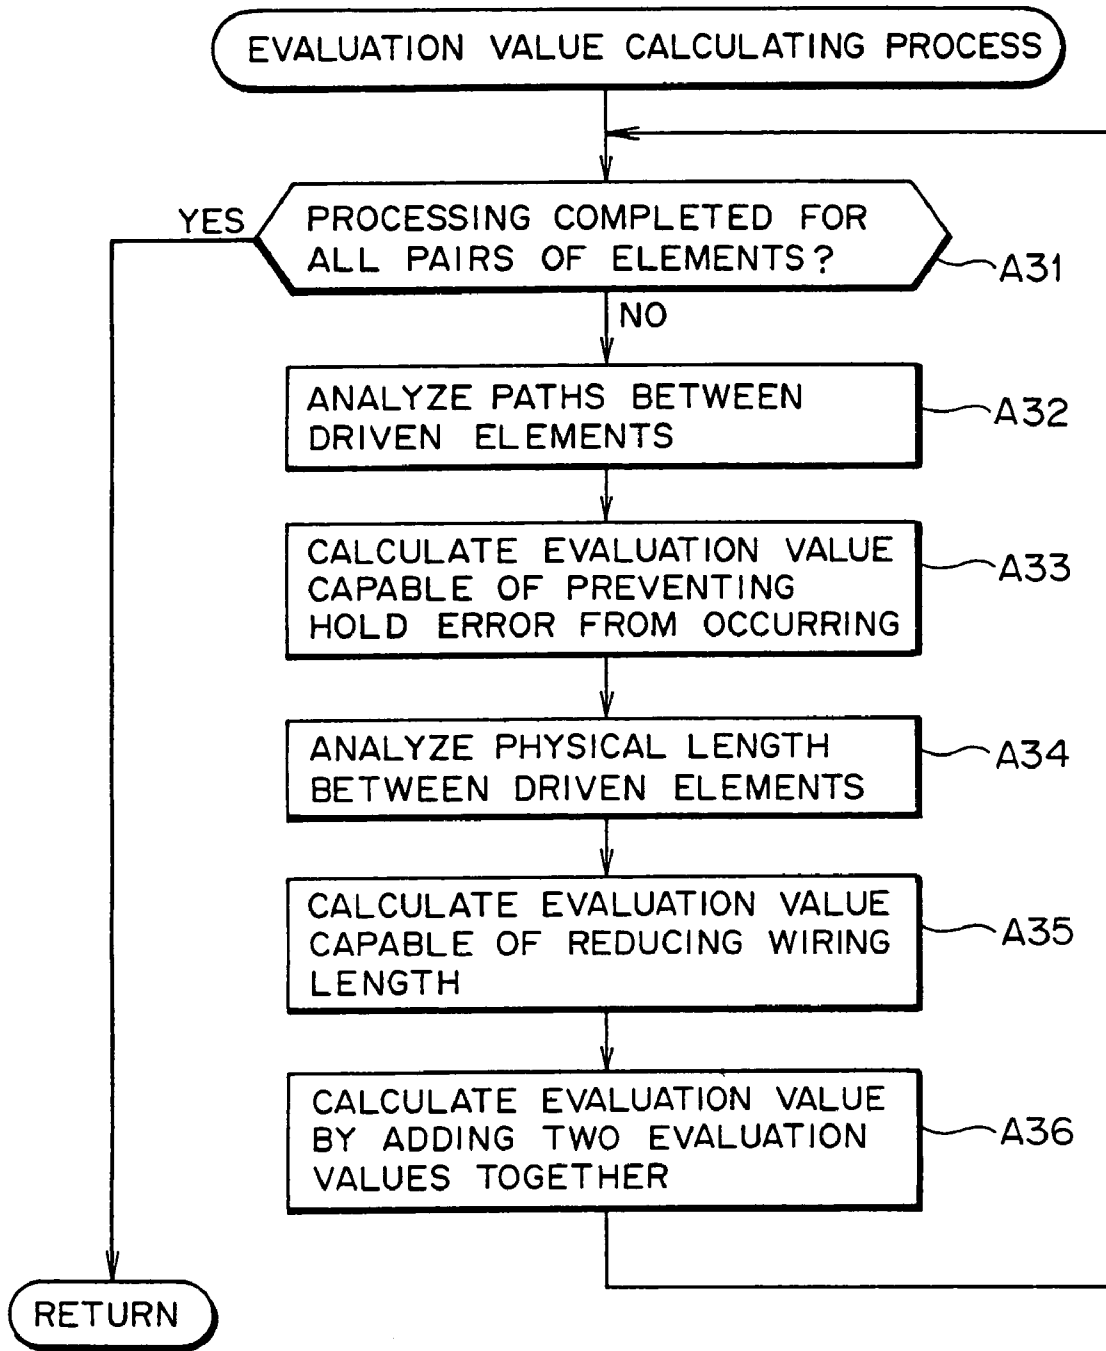 EVALUATION VALUE CALCULATING PROCESS
YES
PROCESSING COMPLETED FOR
ALL PAIRS OF ELEMENTS?
A31
NO
ANALYZE PATHS BETWEEN
DRIVEN ELEMENTS
A32
CALCULATE EVALUATION VALUE
CAPABLE OF PREVENTING
HOLD ERROR FROM OCCURRING
A33
ANALYZE PHYSICAL LENGTH
BETWEEN DRIVEN ELEMENTS
A34
CALCULATE EVALUATION VALUE
CAPABLE OF REDUCING WIRING
LENGTH
A35
CALCULATE EVALUATION VALUE
BY ADDING TWO EVALUATION
VALUES TOGETHER
A36
RETURN